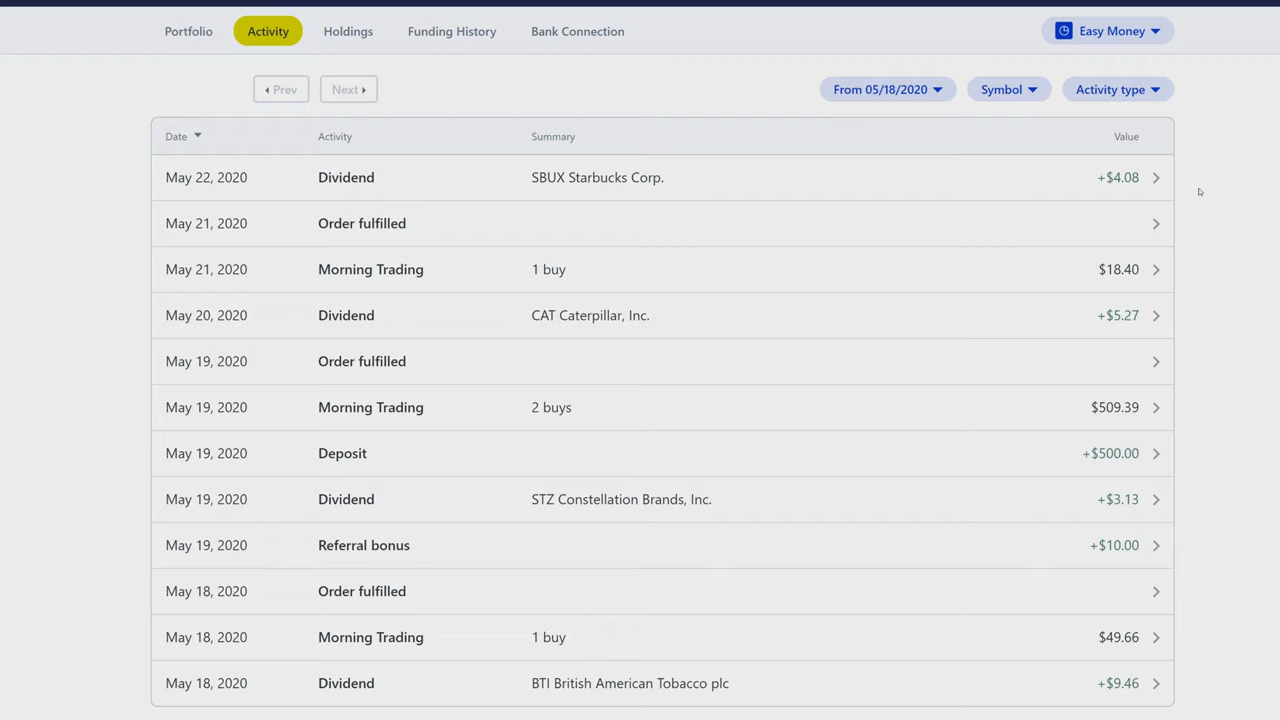 Portfolio Activity Holdings Funding History Bank Connection Easy Money
Prev Next From 05/18/2020 Symbol Activity type
Date Activity Summary Value
May 22, 2020 Dividend SBUX Starbucks Corp. +$4.08
May 21, 2020 Order fulfilled
May 21, 2020 Morning Trading 1 buy $18.40
May 20, 2020 Dividend CAT Caterpillar, Inc. +$5.27
May 19, 2020 Order fulfilled
May 19, 2020 Morning Trading 2 buys $509.39
May 19, 2020 Deposit +$500.00
May 19, 2020 Dividend STZ Constellation Brands, Inc. +$3.13
May 19, 2020 Referral bonus +$10.00
May 18, 2020 Order fulfilled
May 18, 2020 Morning Trading 1 buy $49.66
May 18, 2020 Dividend BTI British American Tobacco plc +$9.46